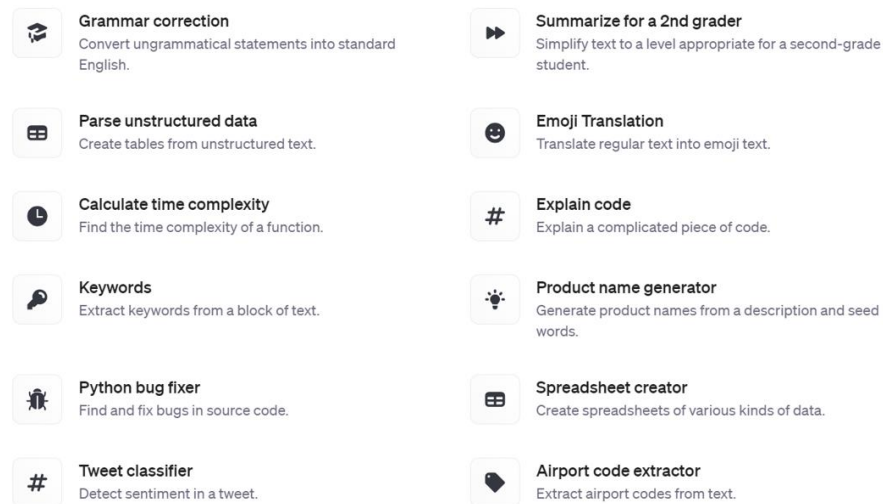 Grammar correction
Convert ungrammatical statements into standard
English.
Summarize for a 2nd grader
Simplify text to a level appropriate for a second-grade
student.
Parse unstructured data
Create tables from unstructured text.
Emoji Translation
Translate regular text into emoji text.
Calculate time complexity
Find the time complexity of a function.
Explain code
Explain a complicated piece of code.
Keywords
Extract keywords from a block of text.
Product name generator
Generate product names from a description and seed
words.
Python bug fixer
Find and fix bugs in source code.
Spreadsheet creator
Create spreadsheets of various kinds of data.
Tweet classifier
Detect sentiment in a tweet.
Airport code extractor
Extract airport codes from text.